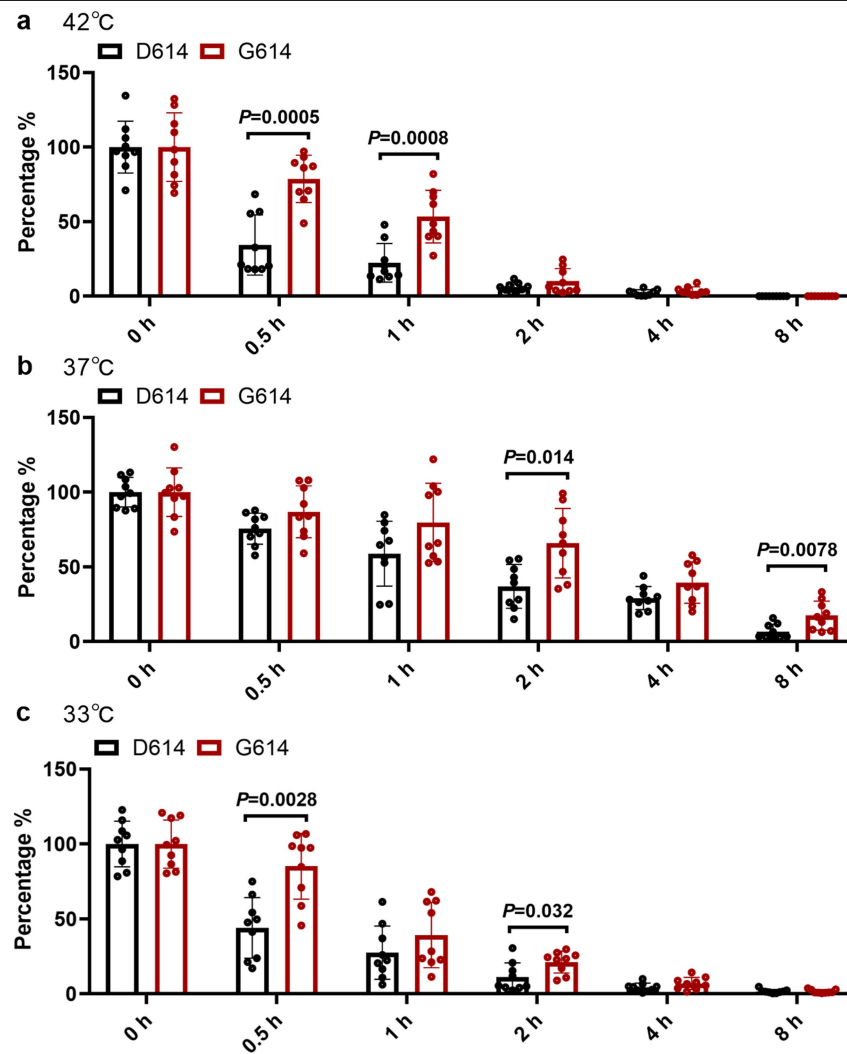 a 42℃
D614 G614
Percentage %
150
100
50
0
P=0.0005
P=0.0008
0 h
0.5 h
1 h
2 h
4 h
8 h
b 37℃
D614 G614
Percentage %
150
100
50
0
P=0.014
P=0.0078
0 h
0.5 h
1 h
2 h
4 h
8 h
c 33℃
D614 G614
Percentage %
150
100
50
0
P=0.0028
P=0.032
0 h
0.5 h
1 h
2 h
4 h
8 h